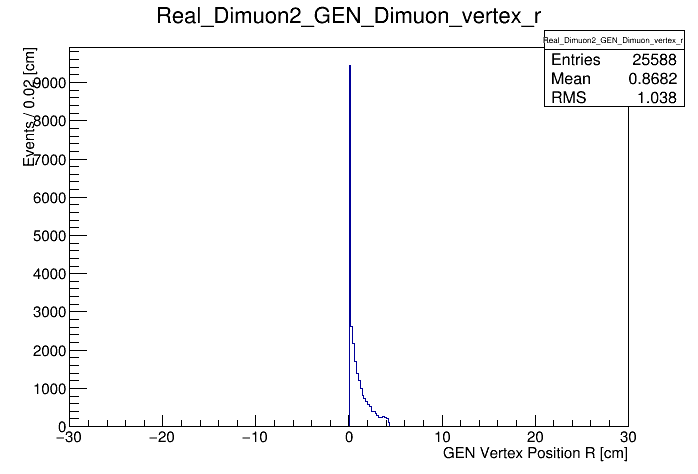 Real_Dimuon2_GEN_Dimuon_vertex_r
Real_Dimuon2_GEN_Dimuon_vertex_r
Entries 25588
Mean 0.8682
RMS 1.038
Events / 0.02 [cm]
9000
8000
7000
6000
5000
4000
3000
2000
1000
0
−30 −20 −10 0 10 20 30
GEN Vertex Position R [cm]